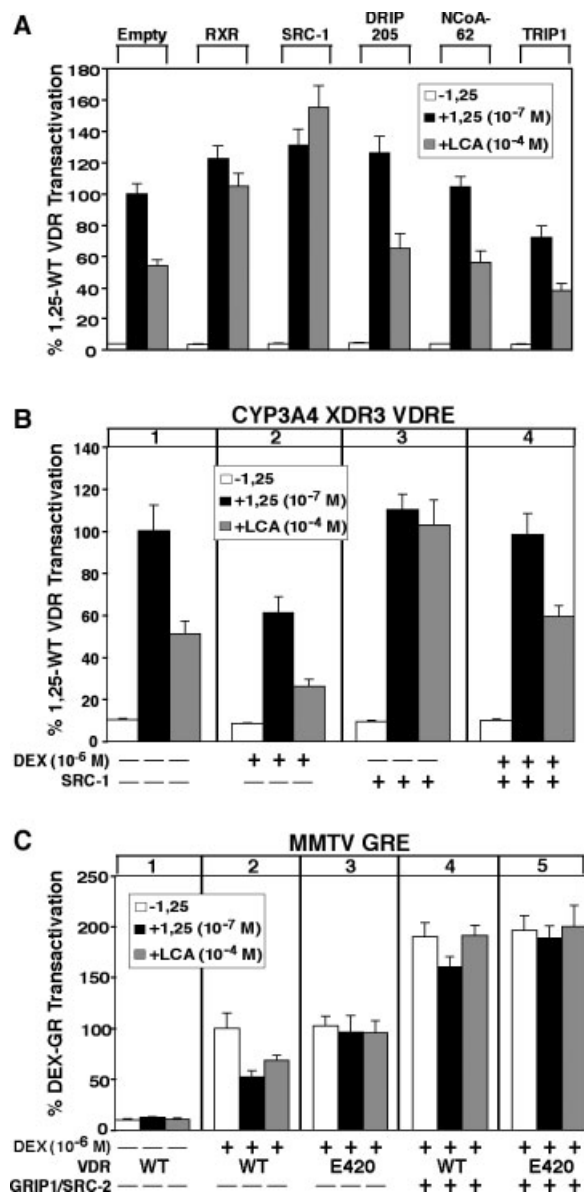 A
Empty RXR SRC-1 DRIP 205 NCoA-62 TRIP1
% 1,25-WT VDR Transactivation
180
160
140
120
100
80
60
40
20
0
-1,25
+1,25 (10⁻⁷ M)
+LCA (10⁻⁴ M)
B
CYP3A4 XDR3 VDRE
1 2 3 4
% 1,25-WT VDR Transactivation
140
120
100
80
60
40
20
0
-1,25
+1,25 (10⁻⁷ M)
+LCA (10⁻⁴ M)
DEX (10⁻⁶ M) — — — + + + — — — + + +
SRC-1 — — — — — — + + + + + +
C
MMTV GRE
1 2 3 4 5
% DEX-GR Transactivation
250
200
150
100
50
0
-1,25
+1,25 (10⁻⁷ M)
+LCA (10⁻⁴ M)
DEX (10⁻⁶ M) — — — + + + + + + + + + + + +
VDR WT WT E420 WT E420
GRIP1/SRC-2 — — — — — — — — — + + + + + +